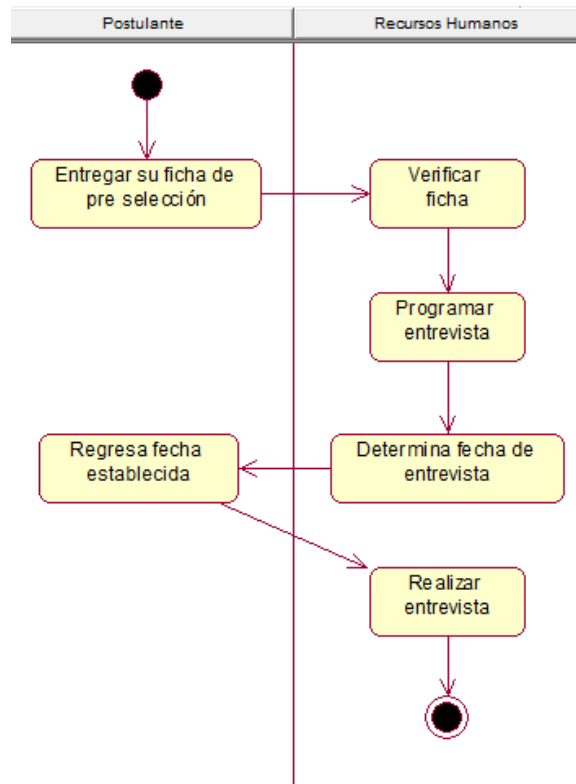 Postulante
Recursos Humanos
Entregar su ficha de
pre selección
Verificar
ficha
Programar
entrevista
Regresa fecha
establecida
Determina fecha de
entrevista
Realizar
entrevista